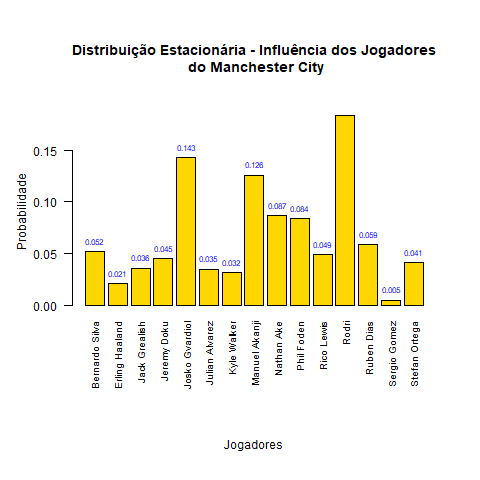 Distribuição Estacionária - Influência dos Jogadores
do Manchester City
Probabilidade
0.15
0.10
0.05
0.00
0.052
0.021
0.036
0.045
0.143
0.035
0.032
0.126
0.087
0.084
0.049
0.059
0.005
0.041
Bernardo Silva
Erling Haaland
Jack Grealish
Jeremy Doku
Josko Gvardiol
Julian Alvarez
Kyle Walker
Manuel Akanji
Nathan Ake
Phil Foden
Rico Lewis
Rodri
Ruben Dias
Sergio Gomez
Stefan Ortega
Jogadores